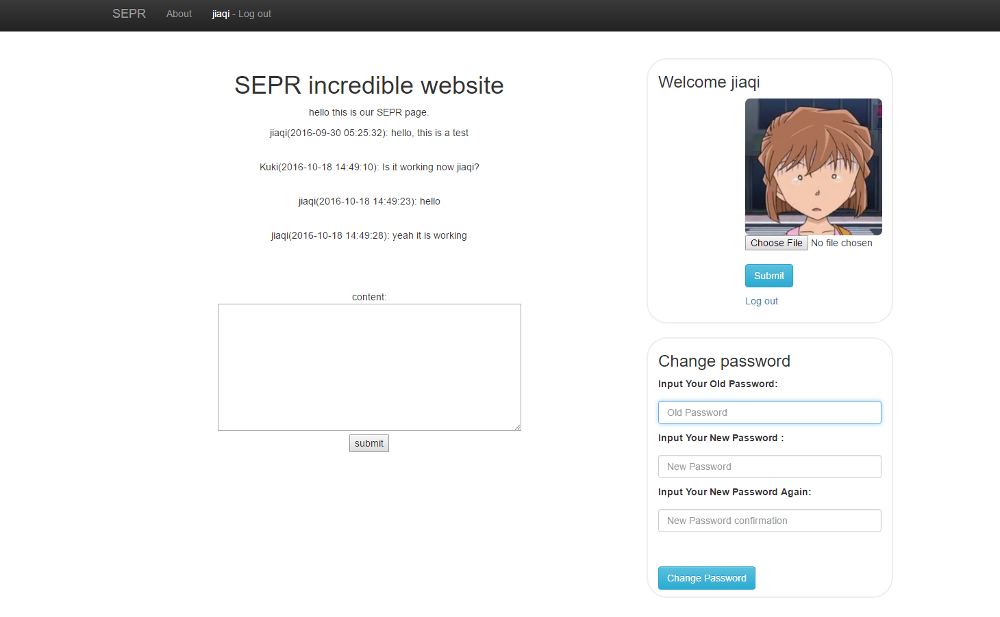 SEPR About jiaqi - Log out
SEPR incredible website
hello this is our SEPR page.
jiaqi(2016-09-30 05:25:32): hello, this is a test
Kuki(2016-10-18 14:49:10): Is it working now jiaqi?
jiaqi(2016-10-18 14:49:23): hello
jiaqi(2016-10-18 14:49:28): yeah it is working
content:
submit
Welcome jiaqi
Choose File No file chosen
Submit
Log out
Change password
Input Your Old Password:
Old Password
Input Your New Password :
New Password
Input Your New Password Again:
New Password confirmation
Change Password